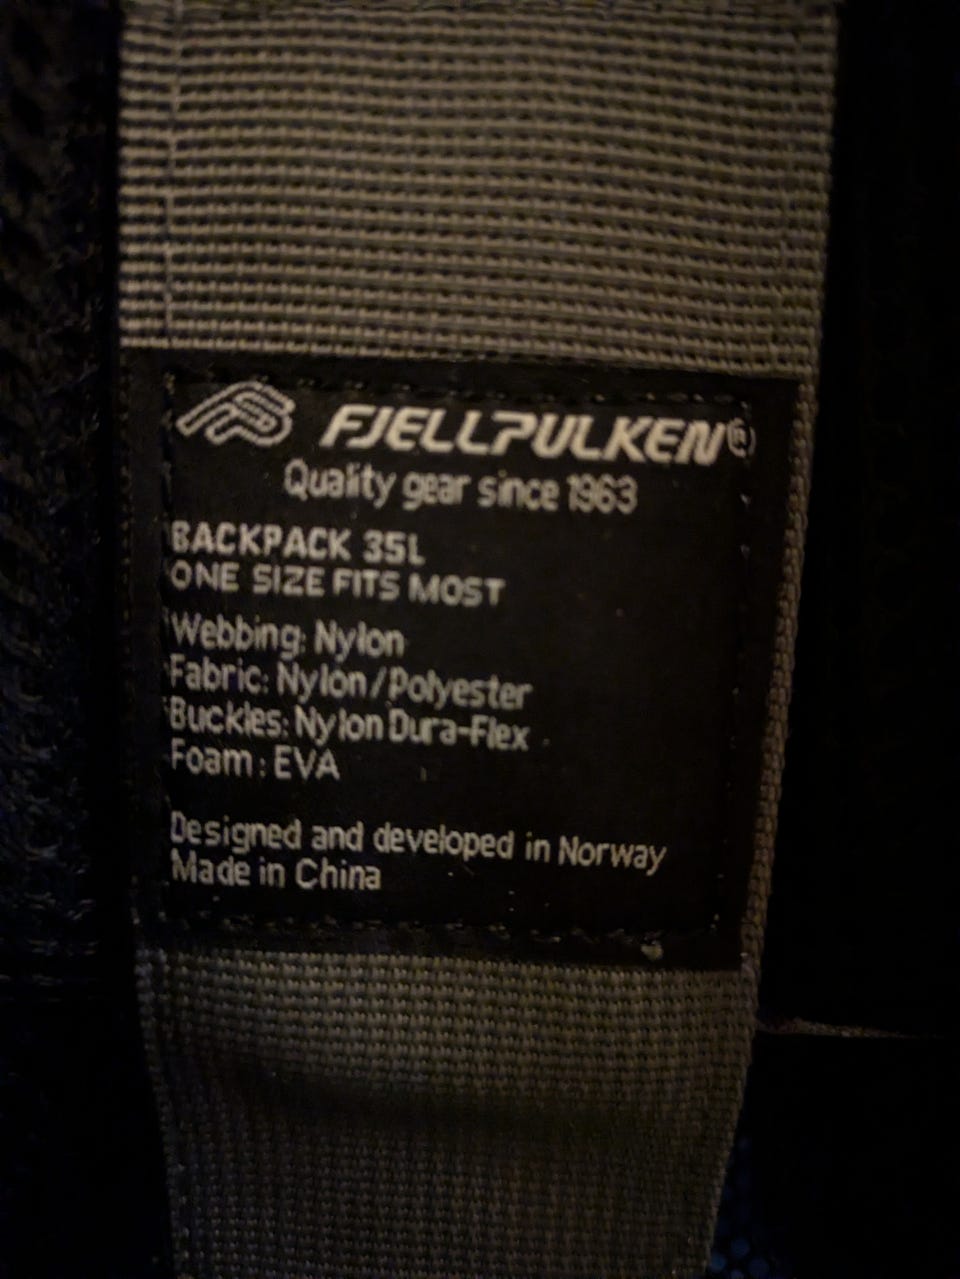 FJELLPULKEN®
Quality gear since 1963
BACKPACK 35L
ONE SIZE FITS MOST
Webbing: Nylon
Fabric: Nylon/Polyester
Buckles: Nylon Dura-Flex
Foam: EVA
Designed and developed in Norway
Made in China